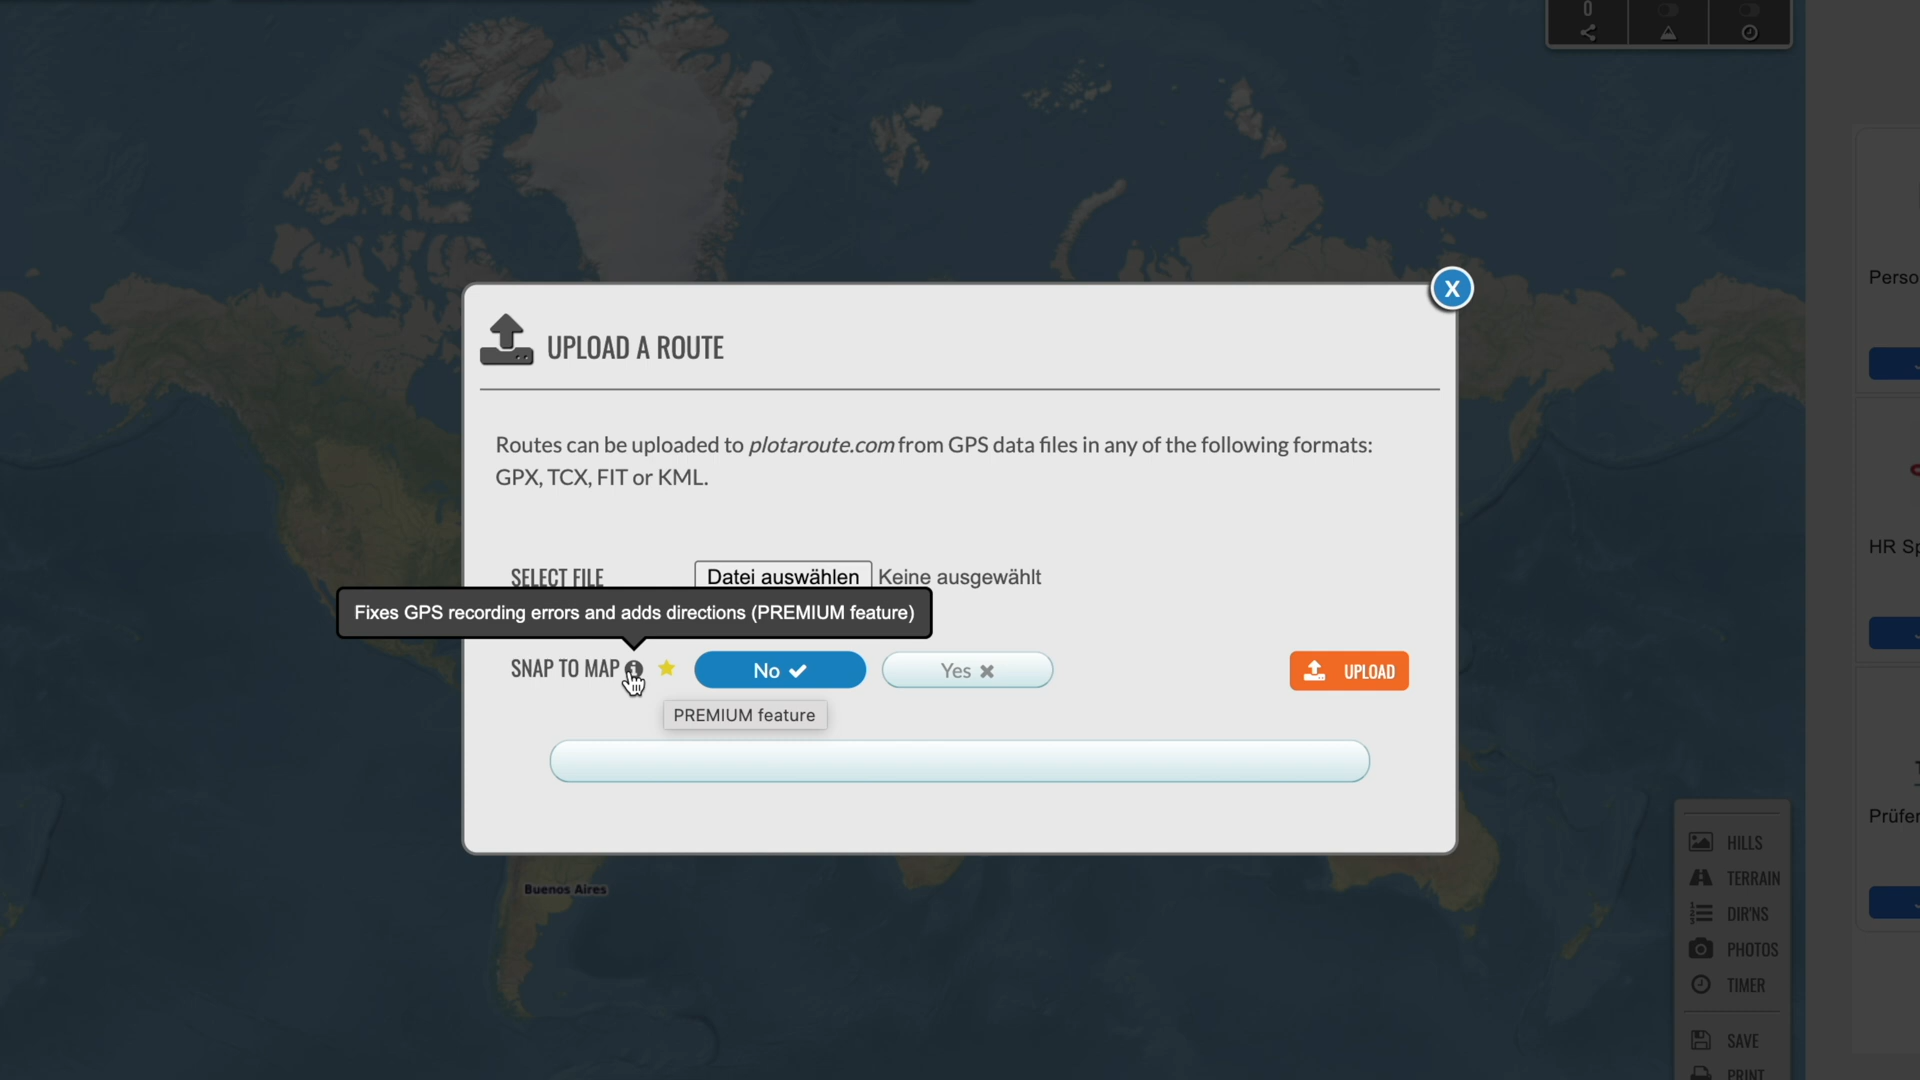 0
Perso
X
UPLOAD A ROUTE
Routes can be uploaded to plotaroute.com from GPS data files in any of the following formats:
GPX, TCX, FIT or KML.
HR Sp
SELECT FILE Datei auswählen Keine ausgewählt
Fixes GPS recording errors and adds directions (PREMIUM feature)
SNAP TO MAP No Yes UPLOAD
PREMIUM feature
Prüfer
HILLS
Buenos Aires
TERRAIN
DIR'NS
PHOTOS
TIMER
SAVE
PRINT